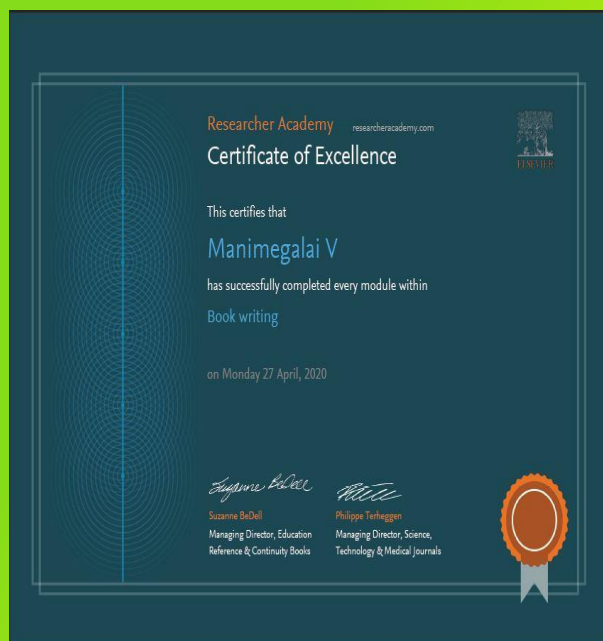 Researcher Academy researcheracademy.com
Certificate of Excellence
ELSEVIER
This certifies that
Manimegalai V
has successfully completed every module within
Book writing
on Monday 27 April, 2020
Suzanne BeDell
Suzanne BeDell
Managing Director, Education
Reference & Continuity Books
Philippe Terheggen
Managing Director, Science,
Technology & Medical Journals